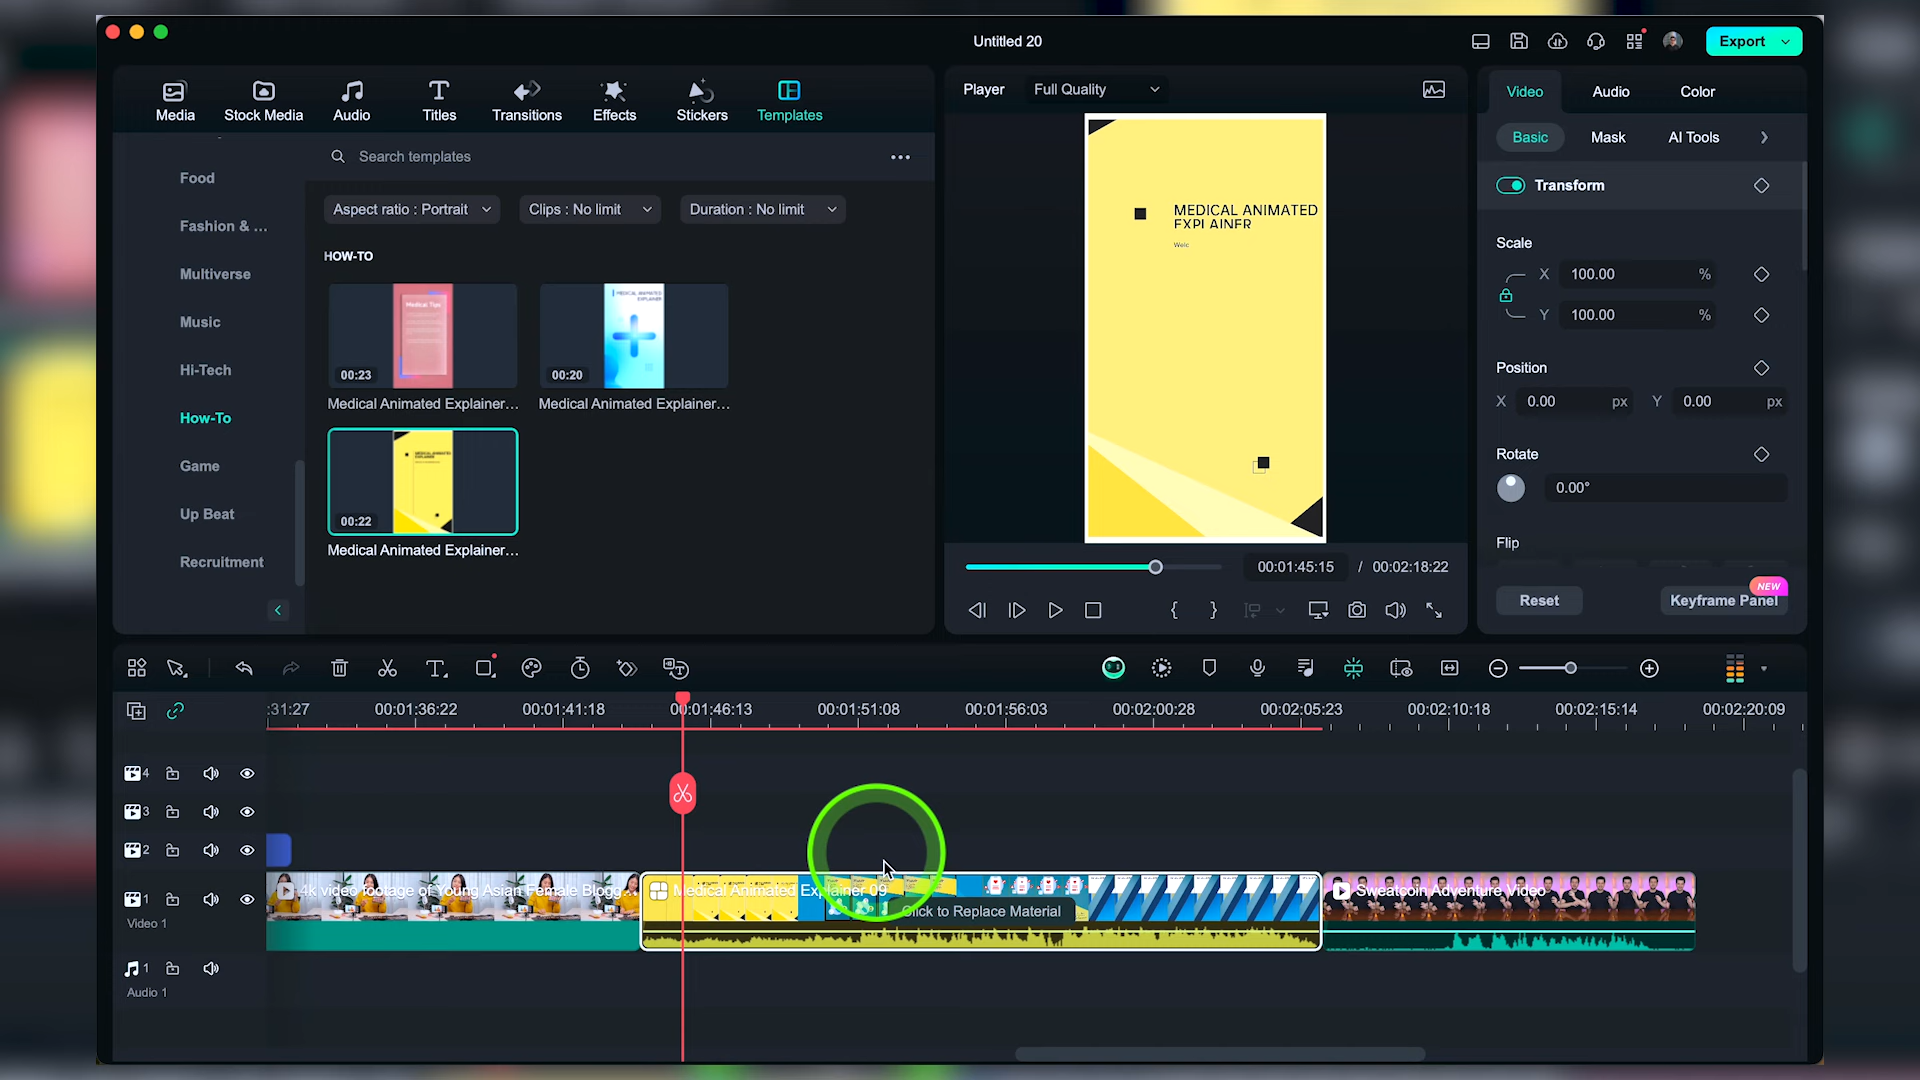 Untitled 20
Export
Media
Stock Media
Audio
Titles
Transitions
Effects
Stickers
Templates
Food
Fashion & ...
Multiverse
Music
Hi-Tech
How-To
Game
Up Beat
Recruitment
Search templates
Aspect ratio : Portrait
Clips : No limit
Duration : No limit
HOW-TO
00:23
Medical Animated Explainer...
00:20
Medical Animated Explainer...
00:22
Medical Animated Explainer...
Player
Full Quality
MEDICAL ANIMATED
EXPLAINER
Welc
00:01:45:15 / 00:02:18:22
Video
Audio
Color
Basic
Mask
AI Tools
Transform
Scale
X 100.00 %
Y 100.00 %
Position
X 0.00 px Y 0.00 px
Rotate
0.00°
Flip
Reset
NEW
Keyframe Panel
:31:27
00:01:36:22
00:01:41:18
00:01:46:13
00:01:51:08
00:01:56:03
00:02:00:28
00:02:05:23
00:02:10:18
00:02:15:14
00:02:20:09
4
3
2
1
Video 1
1
Audio 1
4k video footage of Young Asian Female Blogg...
Medical Animated Explainer 09
Click to Replace Material
Sweatcoin Adventure Video